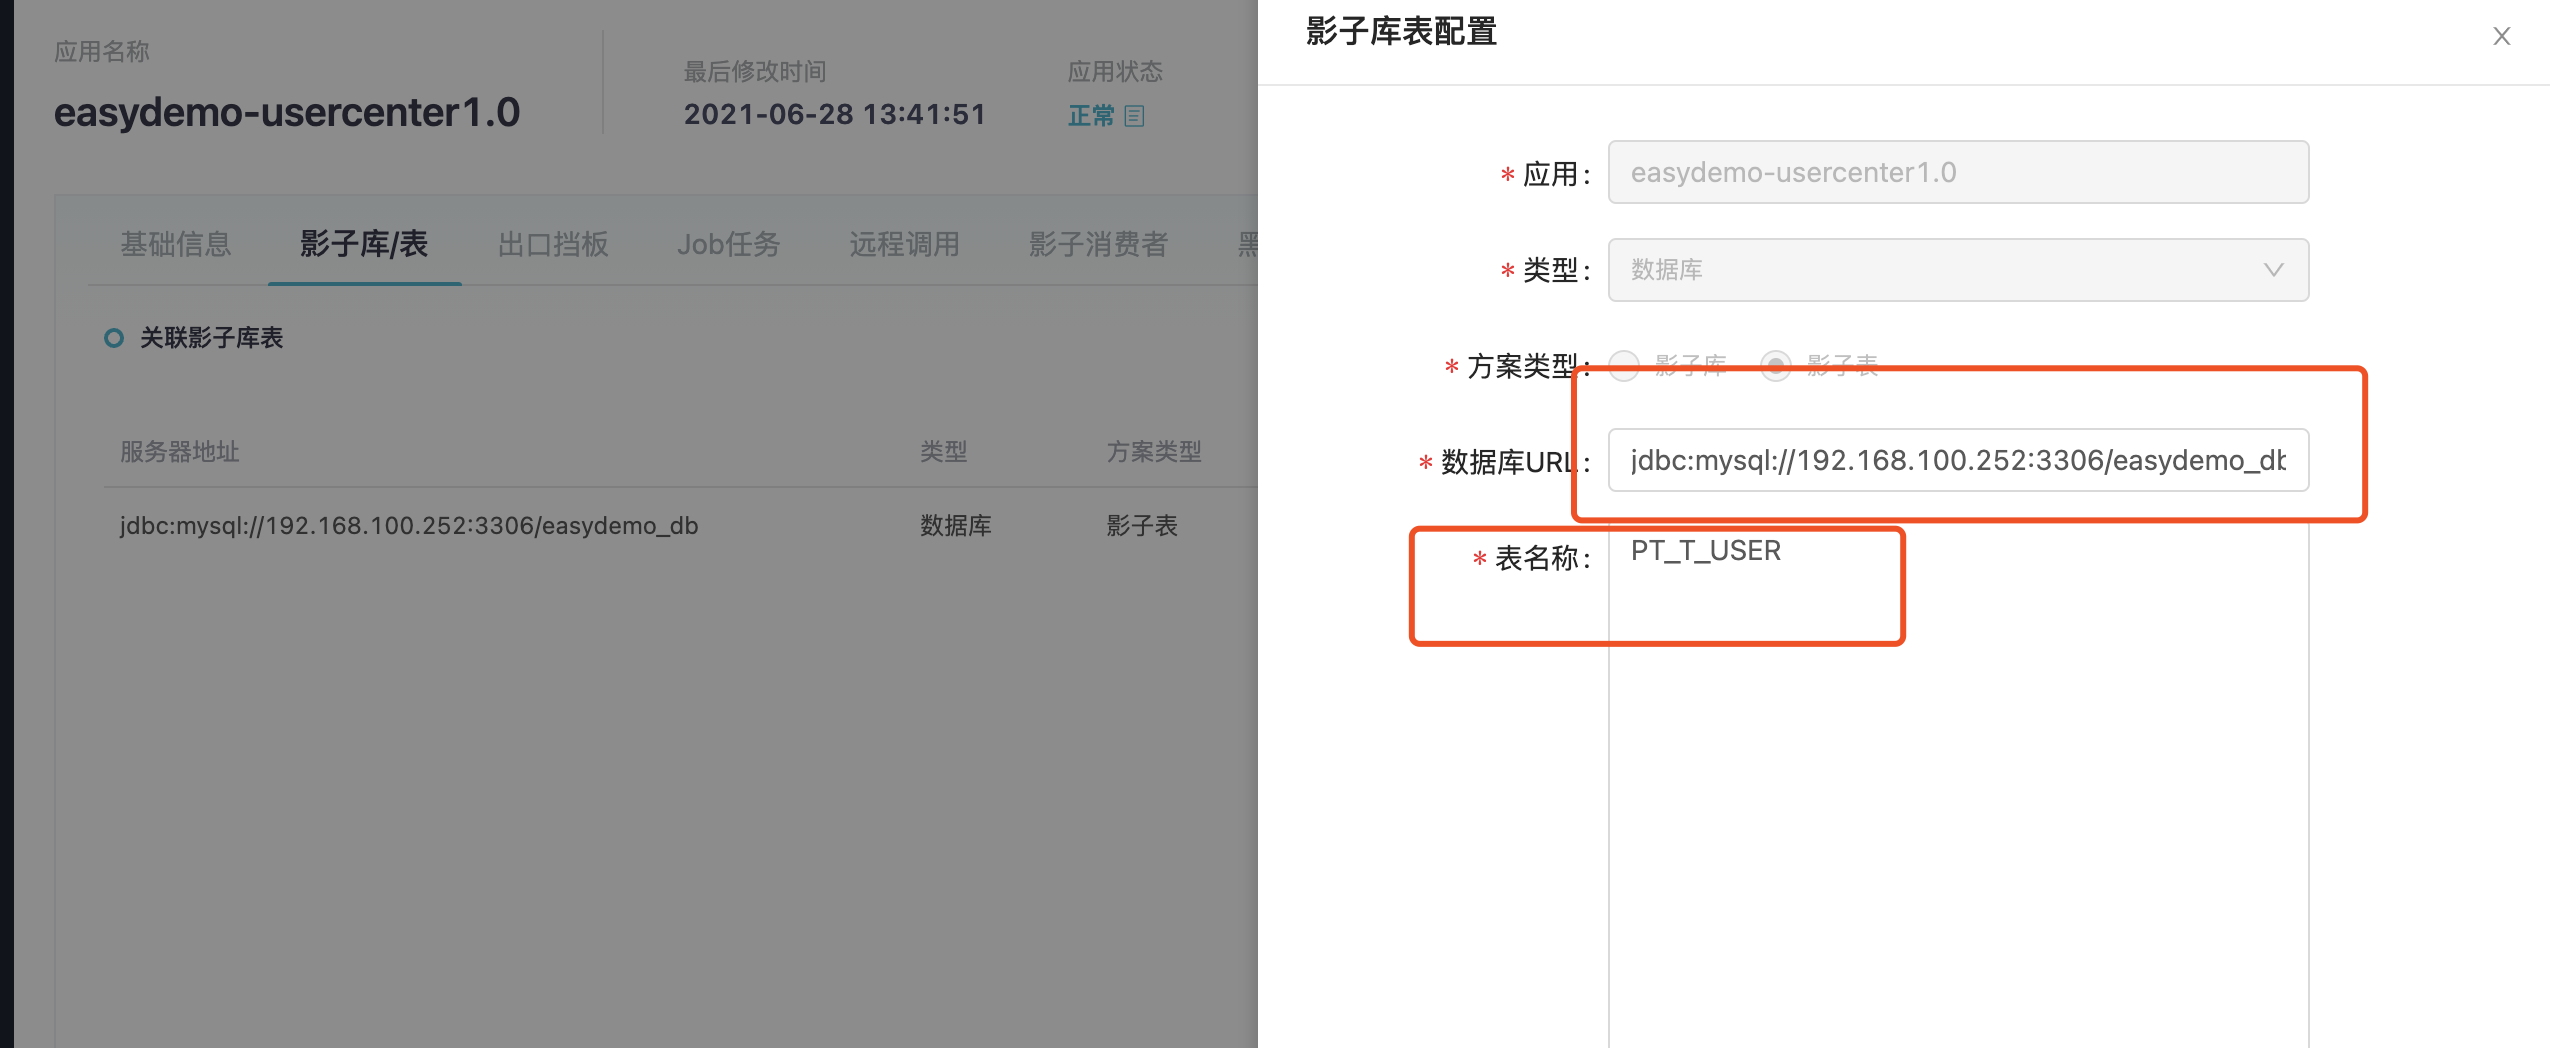 应用名称
easydemo-usercenter1.0
最后修改时间
2021-06-28 13:41:51
应用状态
正常
基础信息
影子库/表
出口挡板
Job任务
远程调用
影子消费者
黑
关联影子库表
服务器地址
类型
方案类型
jdbc:mysql://192.168.100.252:3306/easydemo_db
数据库
影子表
影子库表配置
* 应用:
easydemo-usercenter1.0
* 类型:
数据库
* 方案类型:
影子库
影子表
* 数据库URL:
jdbc:mysql://192.168.100.252:3306/easydemo_db
* 表名称:
PT_T_USER